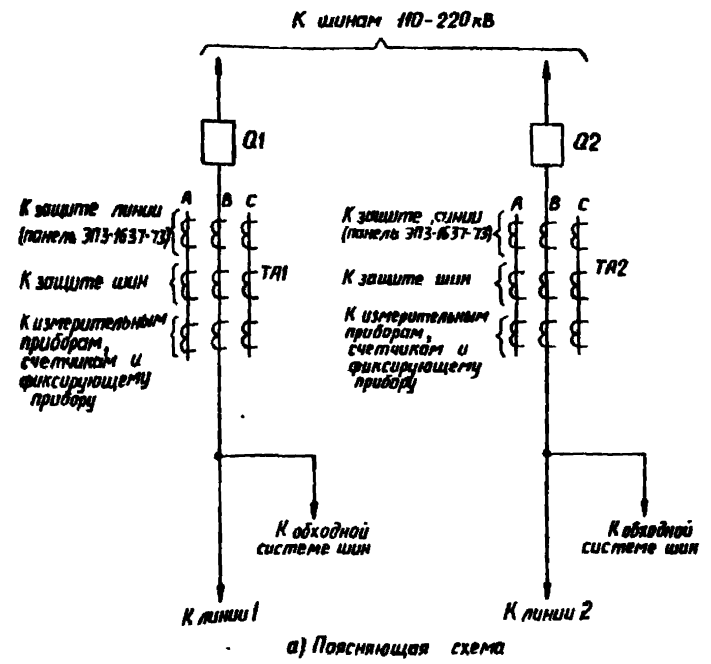 К шинам 110-220кВ
Q1
A B C
К защите линии
(панель ЭПЗ-1637-73)
К защите шин
TA1
К измерительным
приборам,
счетчикам и
фиксирующему
прибору
К обходной
системе шин
К линии 1
Q2
A B C
К защите линии
(панель ЭПЗ-1637-73)
К защите шин
TA2
К измерительным
приборам,
счетчикам и
фиксирующему
прибору
К обходной
системе шин
К линии 2
а) Поясняющая схема